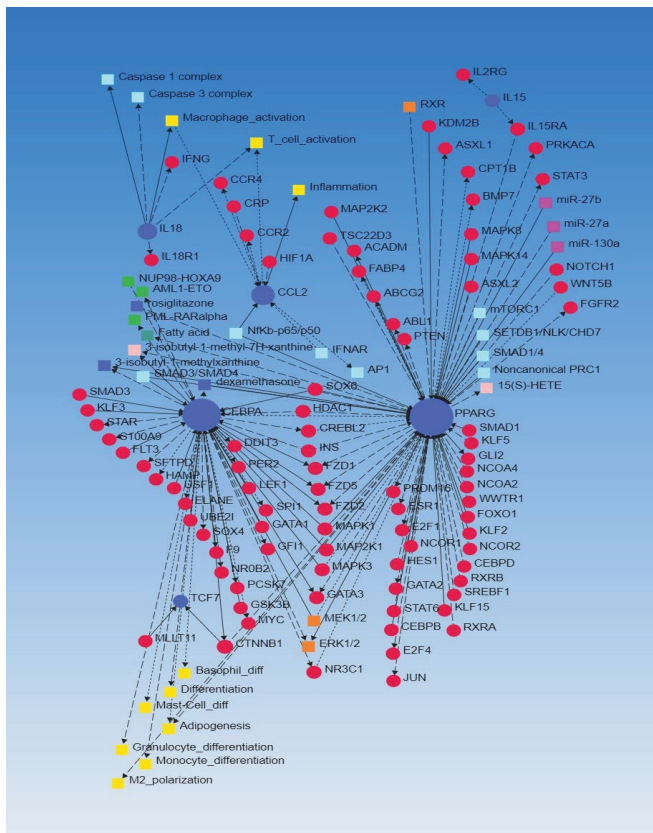 IL2RG
Caspase 1 complex
RXR
IL15
Caspase 3 complex
KDM2B
Macrophage_activation
IL15RA
T_cell_activation
ASXL1
PRKACA
IFNG
CPT1B
STAT3
CCR4
Inflammation
BMP7
miR-27b
CRP
MAP2K2
IL18
CCR2
TSC22D3
MAPK8
miR-27a
ACADM
miR-130a
IL18R1
HIF1A
MAPK14
NOTCH1
NUP98-HOXA9
FABP4
ASXL2
WNT5B
AML1-ETO
CCL2
ABCG2
FGFR2
rosiglitazone
mTORC1
PML-RARalpha
ABL1
Fatty acid
NfKb-p65/p50
PTEN
SETDB1/NLK/CHD7
3-isobutyl-1-methyl-7H-xanthine
IFNAR
SMAD1/4
3-isobutyl-1-methylxanthine
AP1
Noncanonical PRC1
SMAD3/SMAD4
dexamethasone
15(S)-HETE
SMAD3
SOX6
KLF3
CEBPA
HDAC1
PPARG
STAR
CREBL2
SMAD1
S100A9
DDIT3
KLF5
FLT3
INS
GLI2
SFTPD
PER2
FZD1
NCOA4
HAMP
LEF1
FZD5
PRDM16
NCOA2
DSF1
ELANE
SPI1
FZD2
ESR1
WWTR1
UBE2I
GATA1
MAPK1
E2F1
FOXO1
SOX4
KLF2
F9
GFI1
MAP2K1
NCOR1
NCOR2
NR0B2
MAPK3
HES1
CEBPD
PCSK7
GATA2
RXRB
TCF7
GATA3
SREBF1
GSK3B
STAT6
KLF15
MYC
MEK1/2
CEBPB
RXRA
MLLT11
CTNNB1
ERK1/2
E2F4
Basophil_diff
NR3C1
JUN
Differentiation
Mast-Cell_diff
Adipogenesis
Granulocyte_differentiation
Monocyte_differentiation
M2_polarization